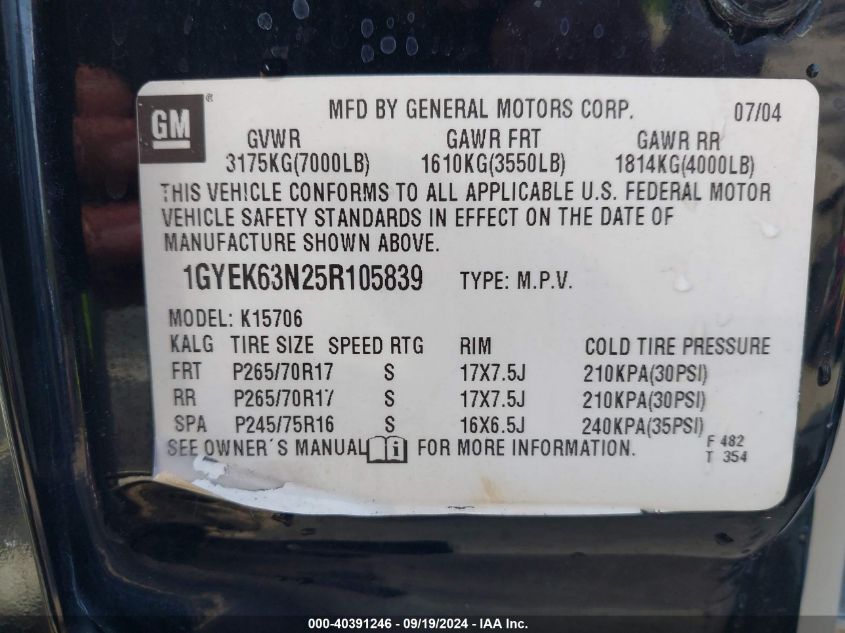 GM ® MFD BY GENERAL MOTORS CORP. 07/04
GVWR GAWR FRT GAWR RR
3175KG(7000LB) 1610KG(3550LB) 1814KG(4000LB)
THIS VEHICLE CONFORMS TO ALL APPLICABLE U.S. FEDERAL MOTOR
VEHICLE SAFETY STANDARDS IN EFFECT ON THE DATE OF
MANUFACTURE SHOWN ABOVE.
1GYEK63N25R105839 TYPE: M.P.V.
MODEL: K15706
KALG TIRE SIZE SPEED RTG RIM COLD TIRE PRESSURE
FRT P265/70R17 S 17X7.5J 210KPA(30PSI)
RR P265/70R17 S 17X7.5J 210KPA(30PSI)
SPA P245/75R16 S 16X6.5J 240KPA(35PSI)
SEE OWNER´S MANUAL i FOR MORE INFORMATION. F 482
T 354
000-40391246 - 09/19/2024 - IAA Inc.